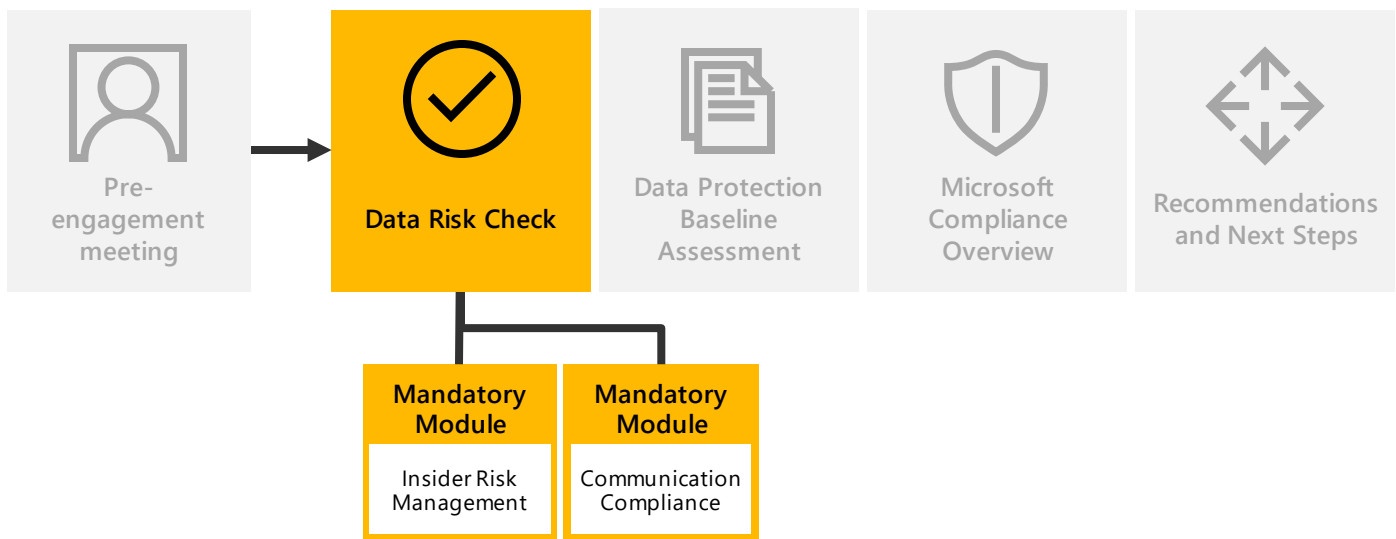 Pre-
engagement
meeting
Data Risk Check
Data Protection
Baseline
Assessment
Microsoft
Compliance
Overview
Recommendations
and Next Steps
Mandatory
Module
Insider Risk
Management
Mandatory
Module
Communication
Compliance